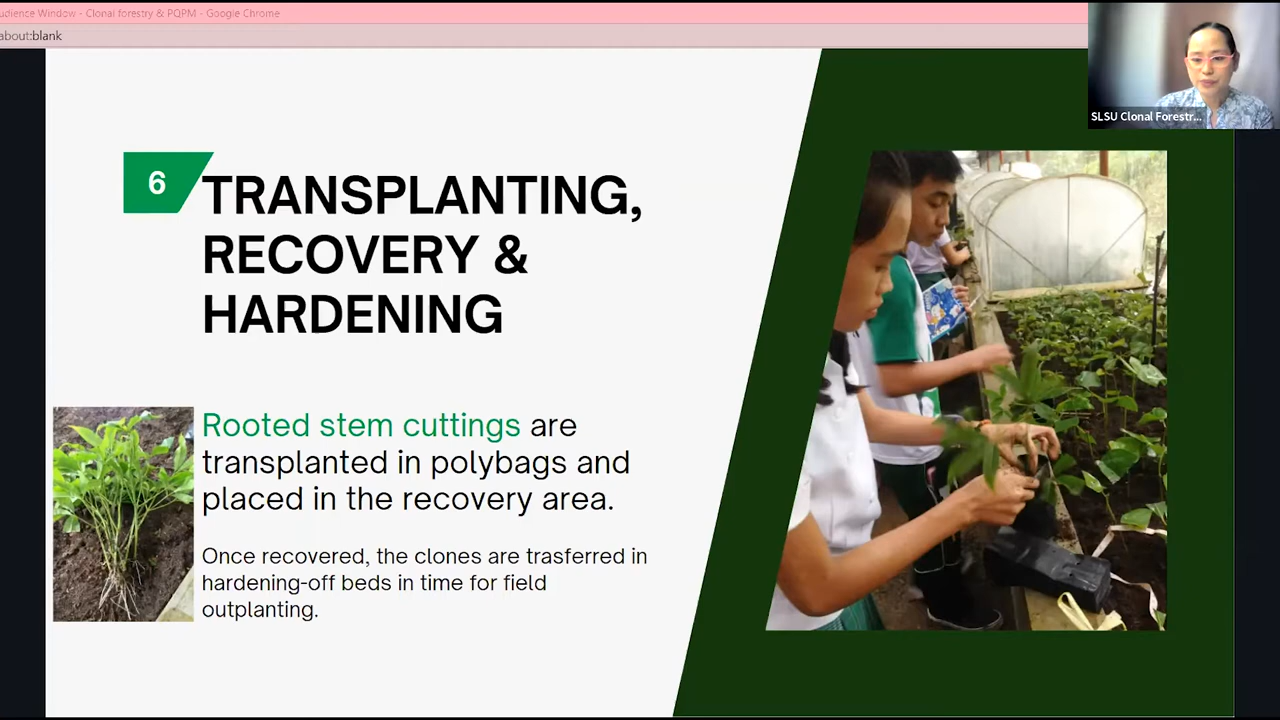 udience Window - Clonal forestry & PQPM - Google Chrome
about:blank
SLSU Clonal Forestr...
6
TRANSPLANTING,
RECOVERY &
HARDENING
Rooted stem cuttings are
transplanted in polybags and
placed in the recovery area.
Once recovered, the clones are trasferred in
hardening-off beds in time for field
outplanting.